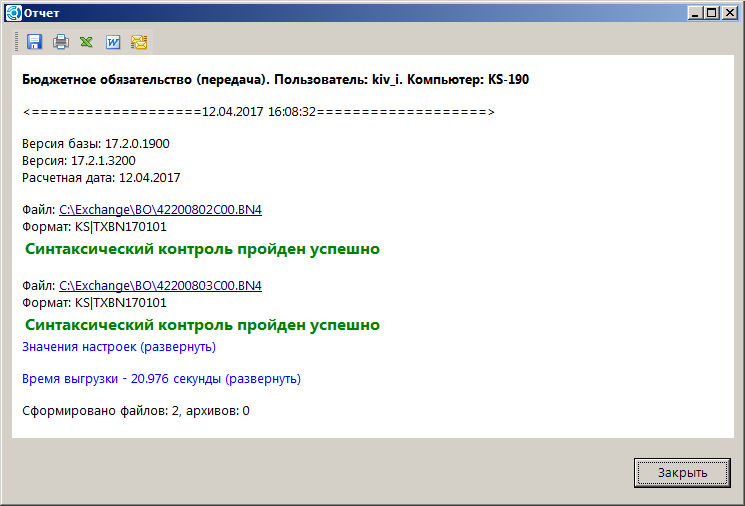 Отчет
Бюджетное обязательство (передача). Пользователь: kiv_i. Компьютер: KS-190
<===================12.04.2017 16:08:32===================>
Версия базы: 17.2.0.1900
Версия: 17.2.1.3200
Расчетная дата: 12.04.2017
Файл: C:\Exchange\BO\42200802C00.BN4
Формат: KS|TXBN170101
Синтаксический контроль пройден успешно
Файл: C:\Exchange\BO\42200803C00.BN4
Формат: KS|TXBN170101
Синтаксический контроль пройден успешно
Значения настроек (развернуть)
Время выгрузки - 20.976 секунды (развернуть)
Сформировано файлов: 2, архивов: 0
Закрыть